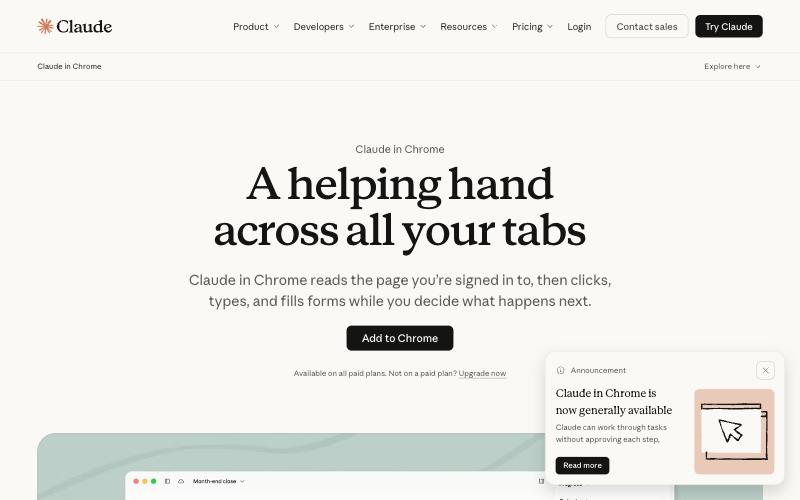 Claude
Product
Developers
Enterprise
Resources
Pricing
Login
Contact sales
Try Claude
Claude in Chrome
Explore here
Claude in Chrome
A helping hand
across all your tabs
Claude in Chrome reads the page you're signed in to, then clicks,
types, and fills forms while you decide what happens next.
Add to Chrome
Available on all paid plans. Not on a paid plan? Upgrade now
Announcement
Claude in Chrome is
now generally available
Claude can work through tasks
without approving each step,
Read more
Month-end close